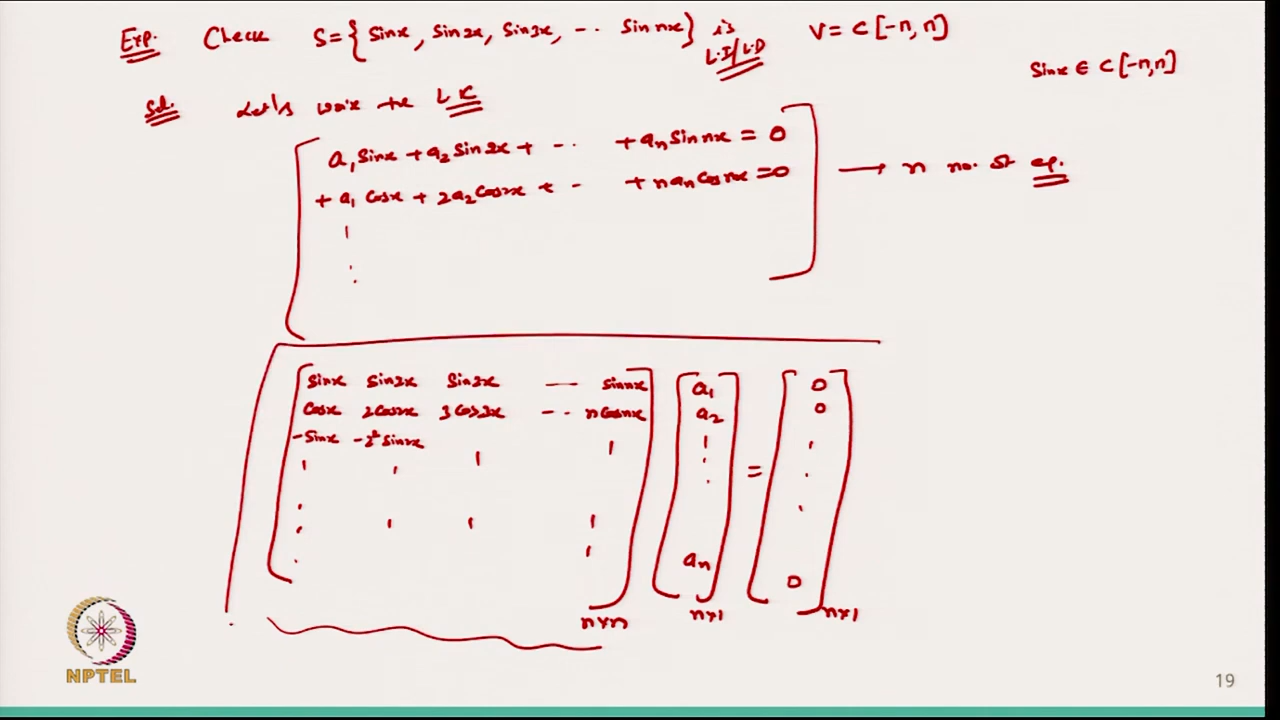 Exp. Check S = { Sinx, Sin2x, Sin3x, -·· Sin nx } is L.I/L.D V = C [-π, π]
Sinx ∈ C [-π, π]
Sol. Let's write the L.C
a₁ Sinx + a₂ Sin2x + -·· + aₙ Sin nx = 0
+ a₁ Cosx + 2a₂ Cos2x + -· + n aₙ Cos nx = 0 → n no. of eq.
sinx sin2x Sin3x --- sin nx a₁ 0
Cosx 2Cos2x 3Cos3x -·· n Cos nx a₂ 0
-Sinx -2² Sin2x
=
aₙ 0
n×n n×1 n×1
NPTEL
19